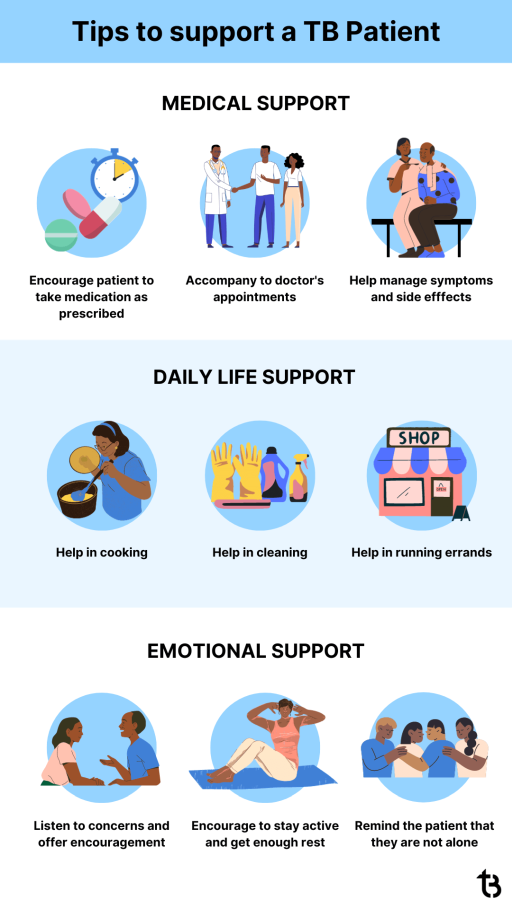 Tips to support a TB Patient
MEDICAL SUPPORT
Encourage patient to
take medication as
prescribed
Accompany to doctor's
appointments
Help manage symptoms
and side efffects
DAILY LIFE SUPPORT
SHOP
Help in cooking
Help in cleaning
Help in running errands
EMOTIONAL SUPPORT
Listen to concerns and
offer encouragement
Encourage to stay active
and get enough rest
Remind the patient that
they are not alone
tB